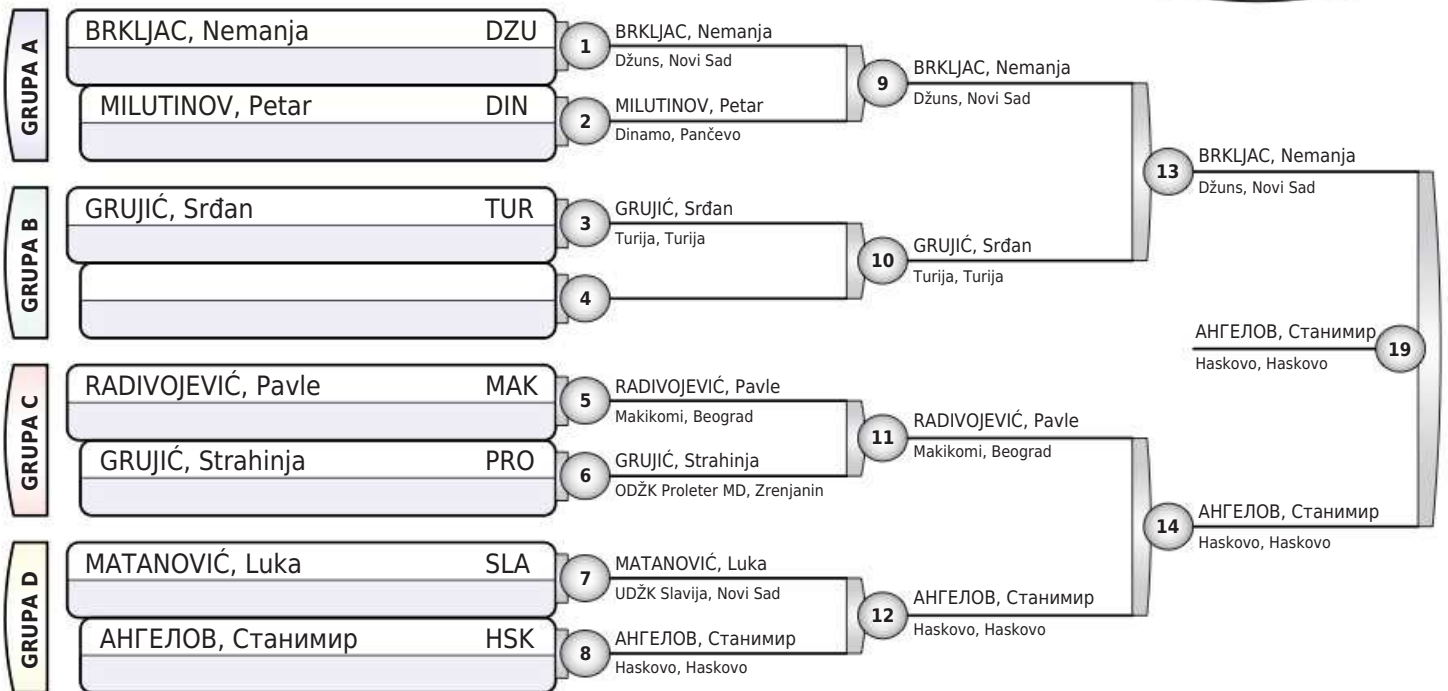 GRUPA A
BRKLJAC, Nemanja DZU
MILUTINOV, Petar DIN
GRUPA B
GRUJIĆ, Srđan TUR
GRUPA C
RADIVOJEVIĆ, Pavle MAK
GRUJIĆ, Strahinja PRO
GRUPA D
MATANOVIĆ, Luka SLA
АНГЕЛОВ, Станимир HSK
1
BRKLJAC, Nemanja
Džuns, Novi Sad
2
MILUTINOV, Petar
Dinamo, Pančevo
3
GRUJIĆ, Srđan
Turija, Turija
4
5
RADIVOJEVIĆ, Pavle
Makikomi, Beograd
6
GRUJIĆ, Strahinja
ODŽK Proleter MD, Zrenjanin
7
MATANOVIĆ, Luka
UDŽK Slavija, Novi Sad
8
АНГЕЛОВ, Станимир
Haskovo, Haskovo
9
BRKLJAC, Nemanja
Džuns, Novi Sad
10
GRUJIĆ, Srđan
Turija, Turija
11
RADIVOJEVIĆ, Pavle
Makikomi, Beograd
12
АНГЕЛОВ, Станимир
Haskovo, Haskovo
13
BRKLJAC, Nemanja
Džuns, Novi Sad
14
АНГЕЛОВ, Станимир
Haskovo, Haskovo
АНГЕЛОВ, Станимир
Haskovo, Haskovo
19